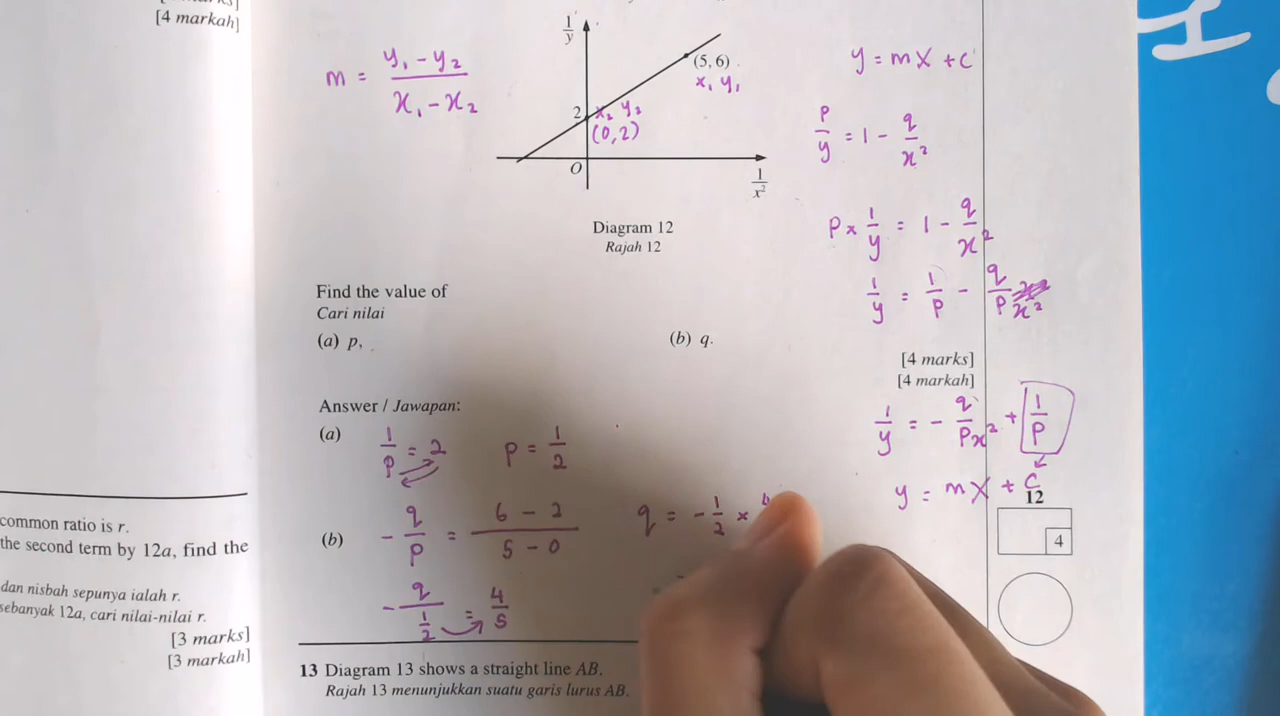 [4 markah]
m = y₁ - y₂ / x₁ - x₂
1/y
(5, 6)
x₁ y₁
2
x₂ y₂
(0,2)
O
1/x²
Diagram 12
Rajah 12
y = mX + c
p/y = 1 - q/x²
p × 1/y = 1 - q/x²
1/y = 1/p - q/p x²
Find the value of
Cari nilai
(a) p,
(b) q.
[4 marks]
[4 markah]
1/y = - q/px² + 1/p
y = mX + c
12
4
Answer / Jawapan:
(a) 1/p = 2 p = 1/2
(b) - q/p = 6 - 2 / 5 - 0
q = - 1/2 ×
- q / 1/2 = 4/5
common ratio is r.
the second term by 12a, find the
dan nisbah sepunya ialah r.
sebanyak 12a, cari nilai-nilai r.
[3 marks]
[3 markah]
13 Diagram 13 shows a straight line AB.
Rajah 13 menunjukkan suatu garis lurus AB.